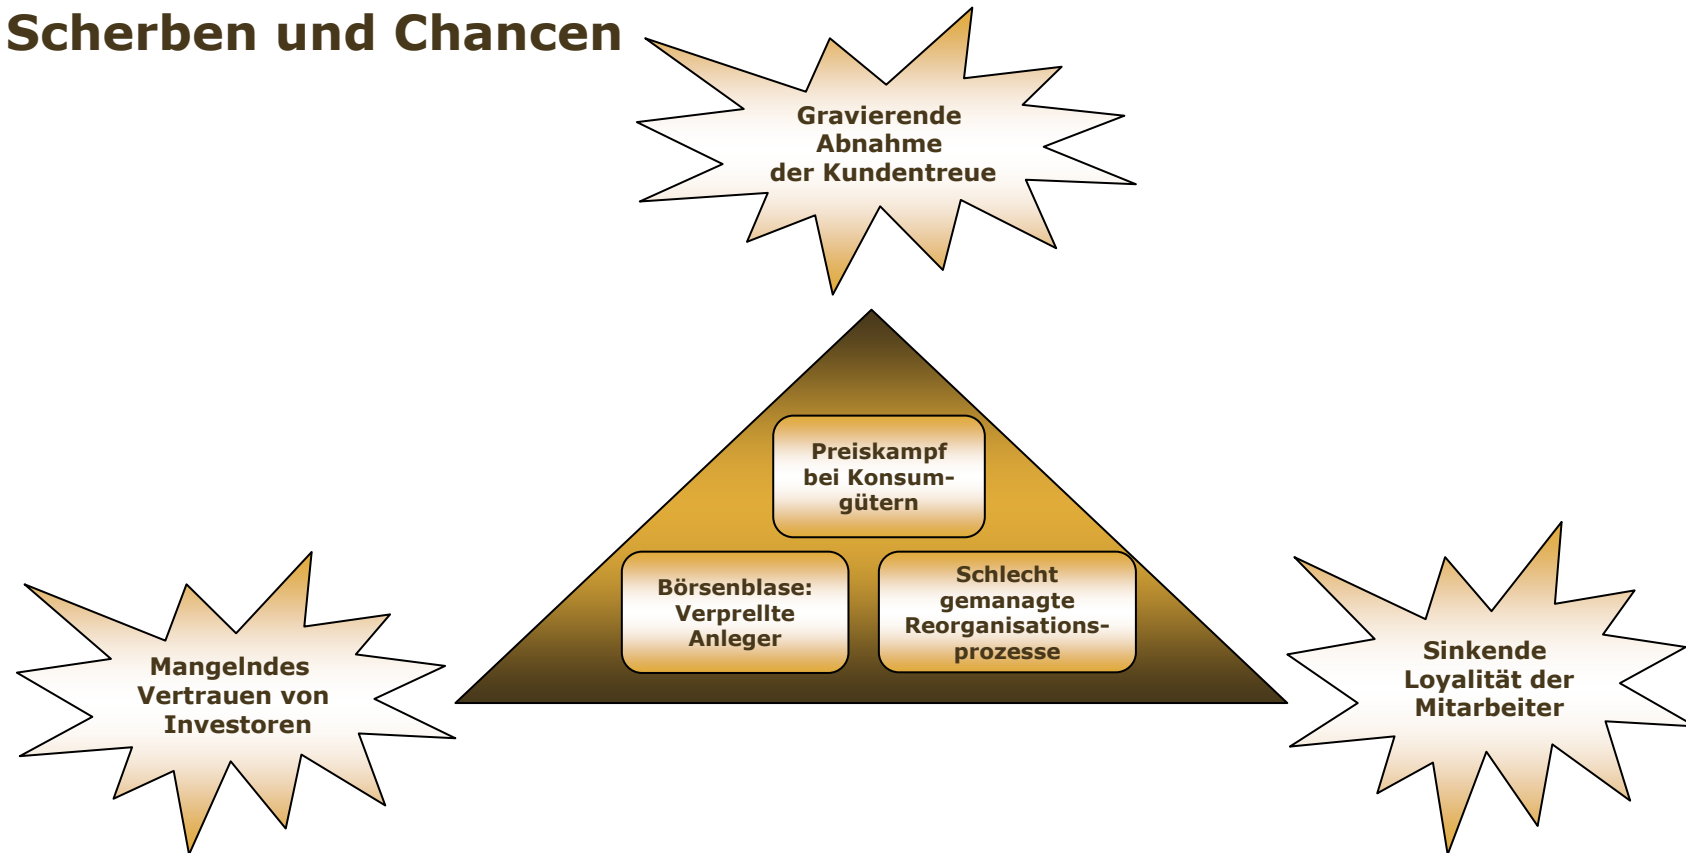 Scherben und Chancen
Gravierende
Abnahme
der Kundentreue
Preiskampf
bei Konsum-
gütern
Börsenblase:
Verprellte
Anleger
Schlecht
gemanagte
Reorganisations-
prozesse
Mangelndes
Vertrauen von
Investoren
Sinkende
Loyalität der
Mitarbeiter